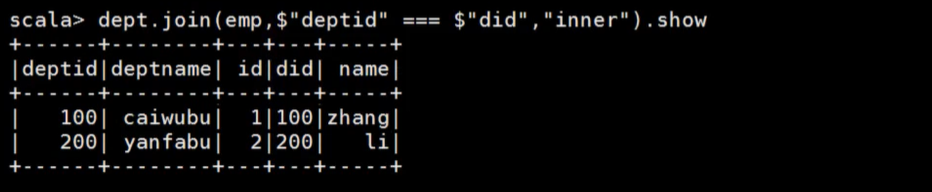 scala> dept.join(emp,$"deptid" === $"did","inner").show
+------+--------+---+---+-----+
|deptid|deptname| id|did| name|
+------+--------+---+---+-----+
|   100| caiwubu|  1|100|zhang|
|   200| yanfabu|  2|200|   li|
+------+--------+---+---+-----+